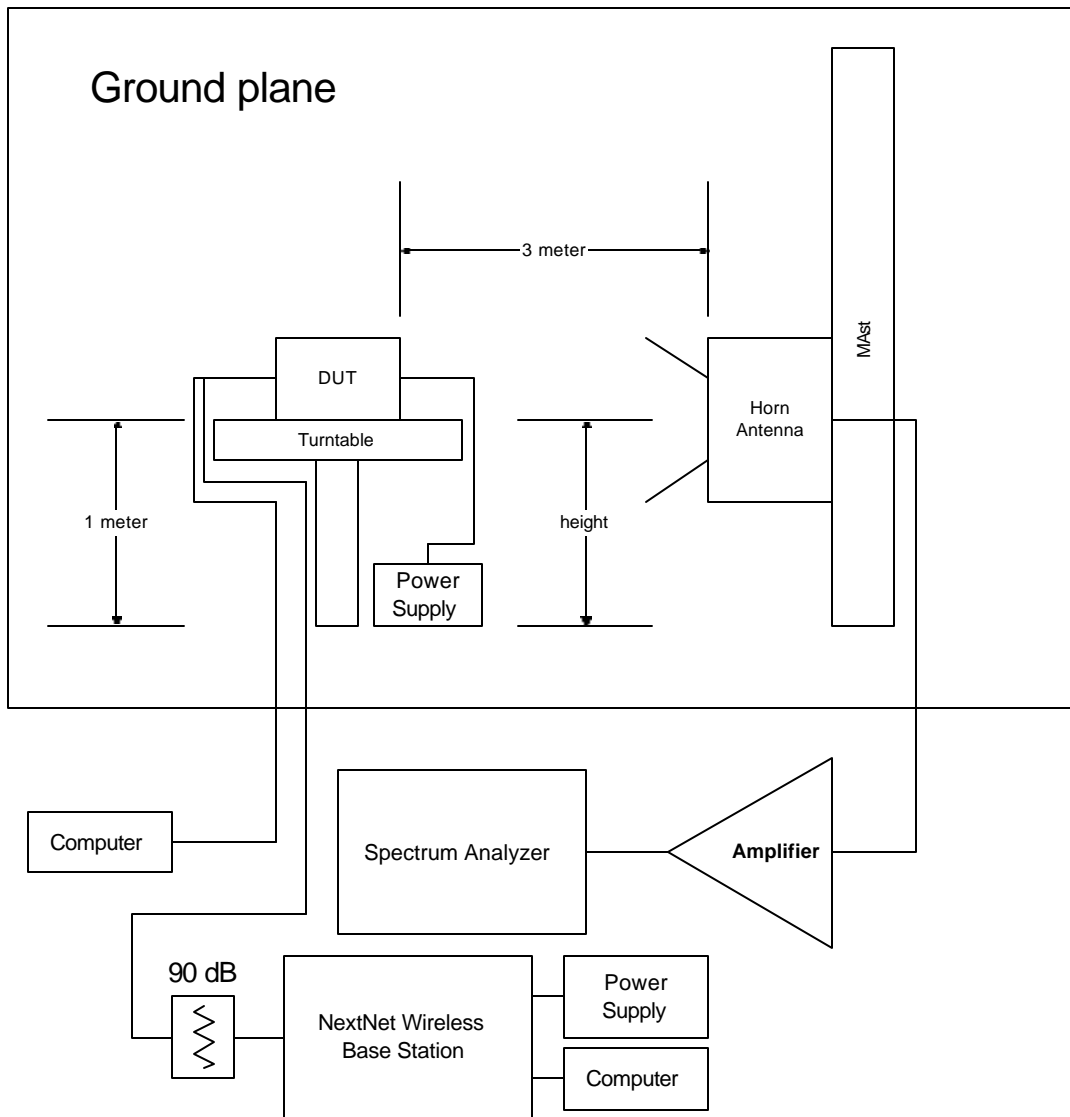 Ground plane
3 meter
MAst
DUT
Horn
Antenna
Turntable
1 meter
height
Power
Supply
Computer
Spectrum Analyzer
Amplifier
90 dB
NextNet Wireless
Base Station
Power
Supply
Computer